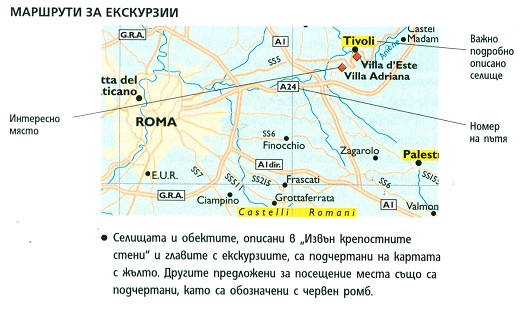 МАРШРУТИ ЗА ЕКСКУРЗИИ
G.R.A.
A1
SS5
Tivoli
Aniene
Castel
Madam
Villa d'Este
Villa Adriana
Важно
подробно
описано
селище
tta del
aticano
A24
Интересно
място
ROMA
Номер
на пътя
SS6
Finocchio
Zagarolo
A1dir.
Palest
E.U.R.
SS7
SS511
SS215
Frascati
SS6
SS155
G.R.A.
Ciampino
Grottaferrata
A1
Valmon
Castelli Romani
● Селищата и обектите, описани в „Извън крепостните
стени" и главите с екскурзиите, са подчертани на картата
с жълто. Другите предложени за посещение места също са
подчертани, като са обозначени с червен ромб.